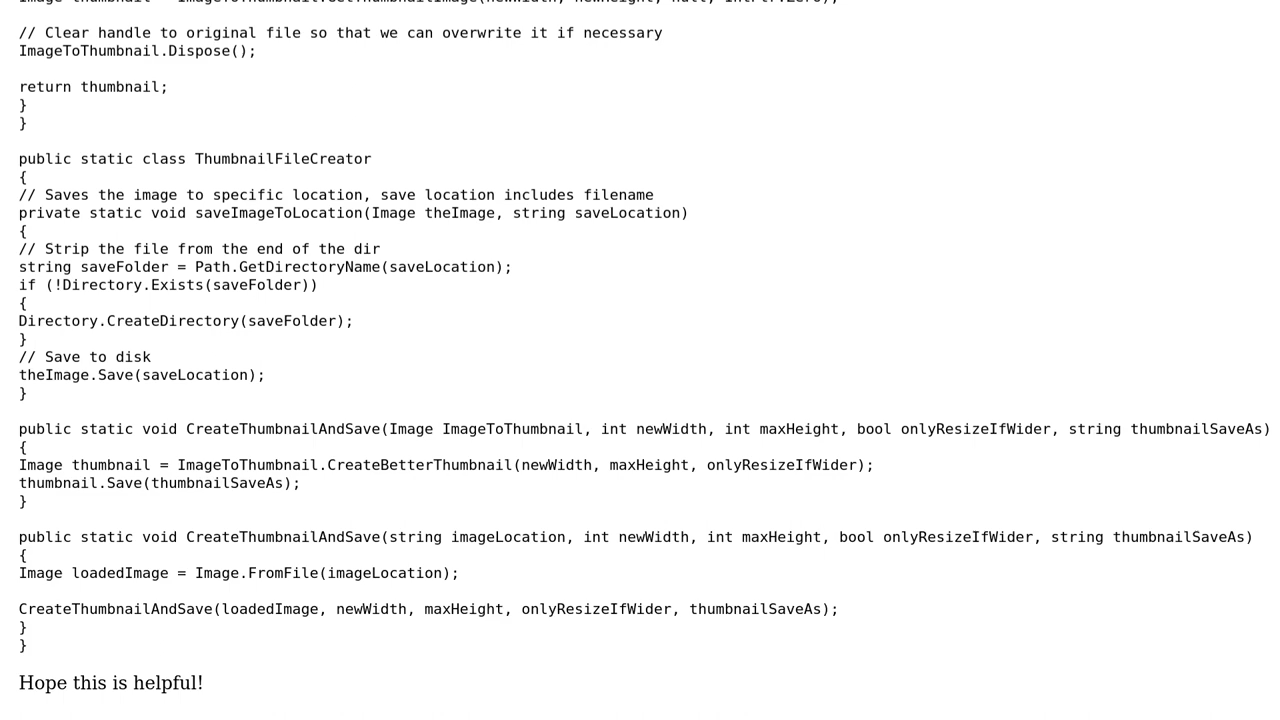 // Clear handle to original file so that we can overwrite it if necessary
ImageToThumbnail.Dispose();
return thumbnail;
}
}
public static class ThumbnailFileCreator
{
// Saves the image to specific location, save location includes filename
private static void saveImageToLocation(Image theImage, string saveLocation)
{
// Strip the file from the end of the dir
string saveFolder = Path.GetDirectoryName(saveLocation);
if (!Directory.Exists(saveFolder))
{
Directory.CreateDirectory(saveFolder);
}
// Save to disk
theImage.Save(saveLocation);
}
public static void CreateThumbnailAndSave(Image ImageToThumbnail, int newWidth, int maxHeight, bool onlyResizeIfWider, string thumbnailSaveAs)
{
Image thumbnail = ImageToThumbnail.CreateBetterThumbnail(newWidth, maxHeight, onlyResizeIfWider);
thumbnail.Save(thumbnailSaveAs);
}
public static void CreateThumbnailAndSave(string imageLocation, int newWidth, int maxHeight, bool onlyResizeIfWider, string thumbnailSaveAs)
{
Image loadedImage = Image.FromFile(imageLocation);
CreateThumbnailAndSave(loadedImage, newWidth, maxHeight, onlyResizeIfWider, thumbnailSaveAs);
}
}
Hope this is helpful!